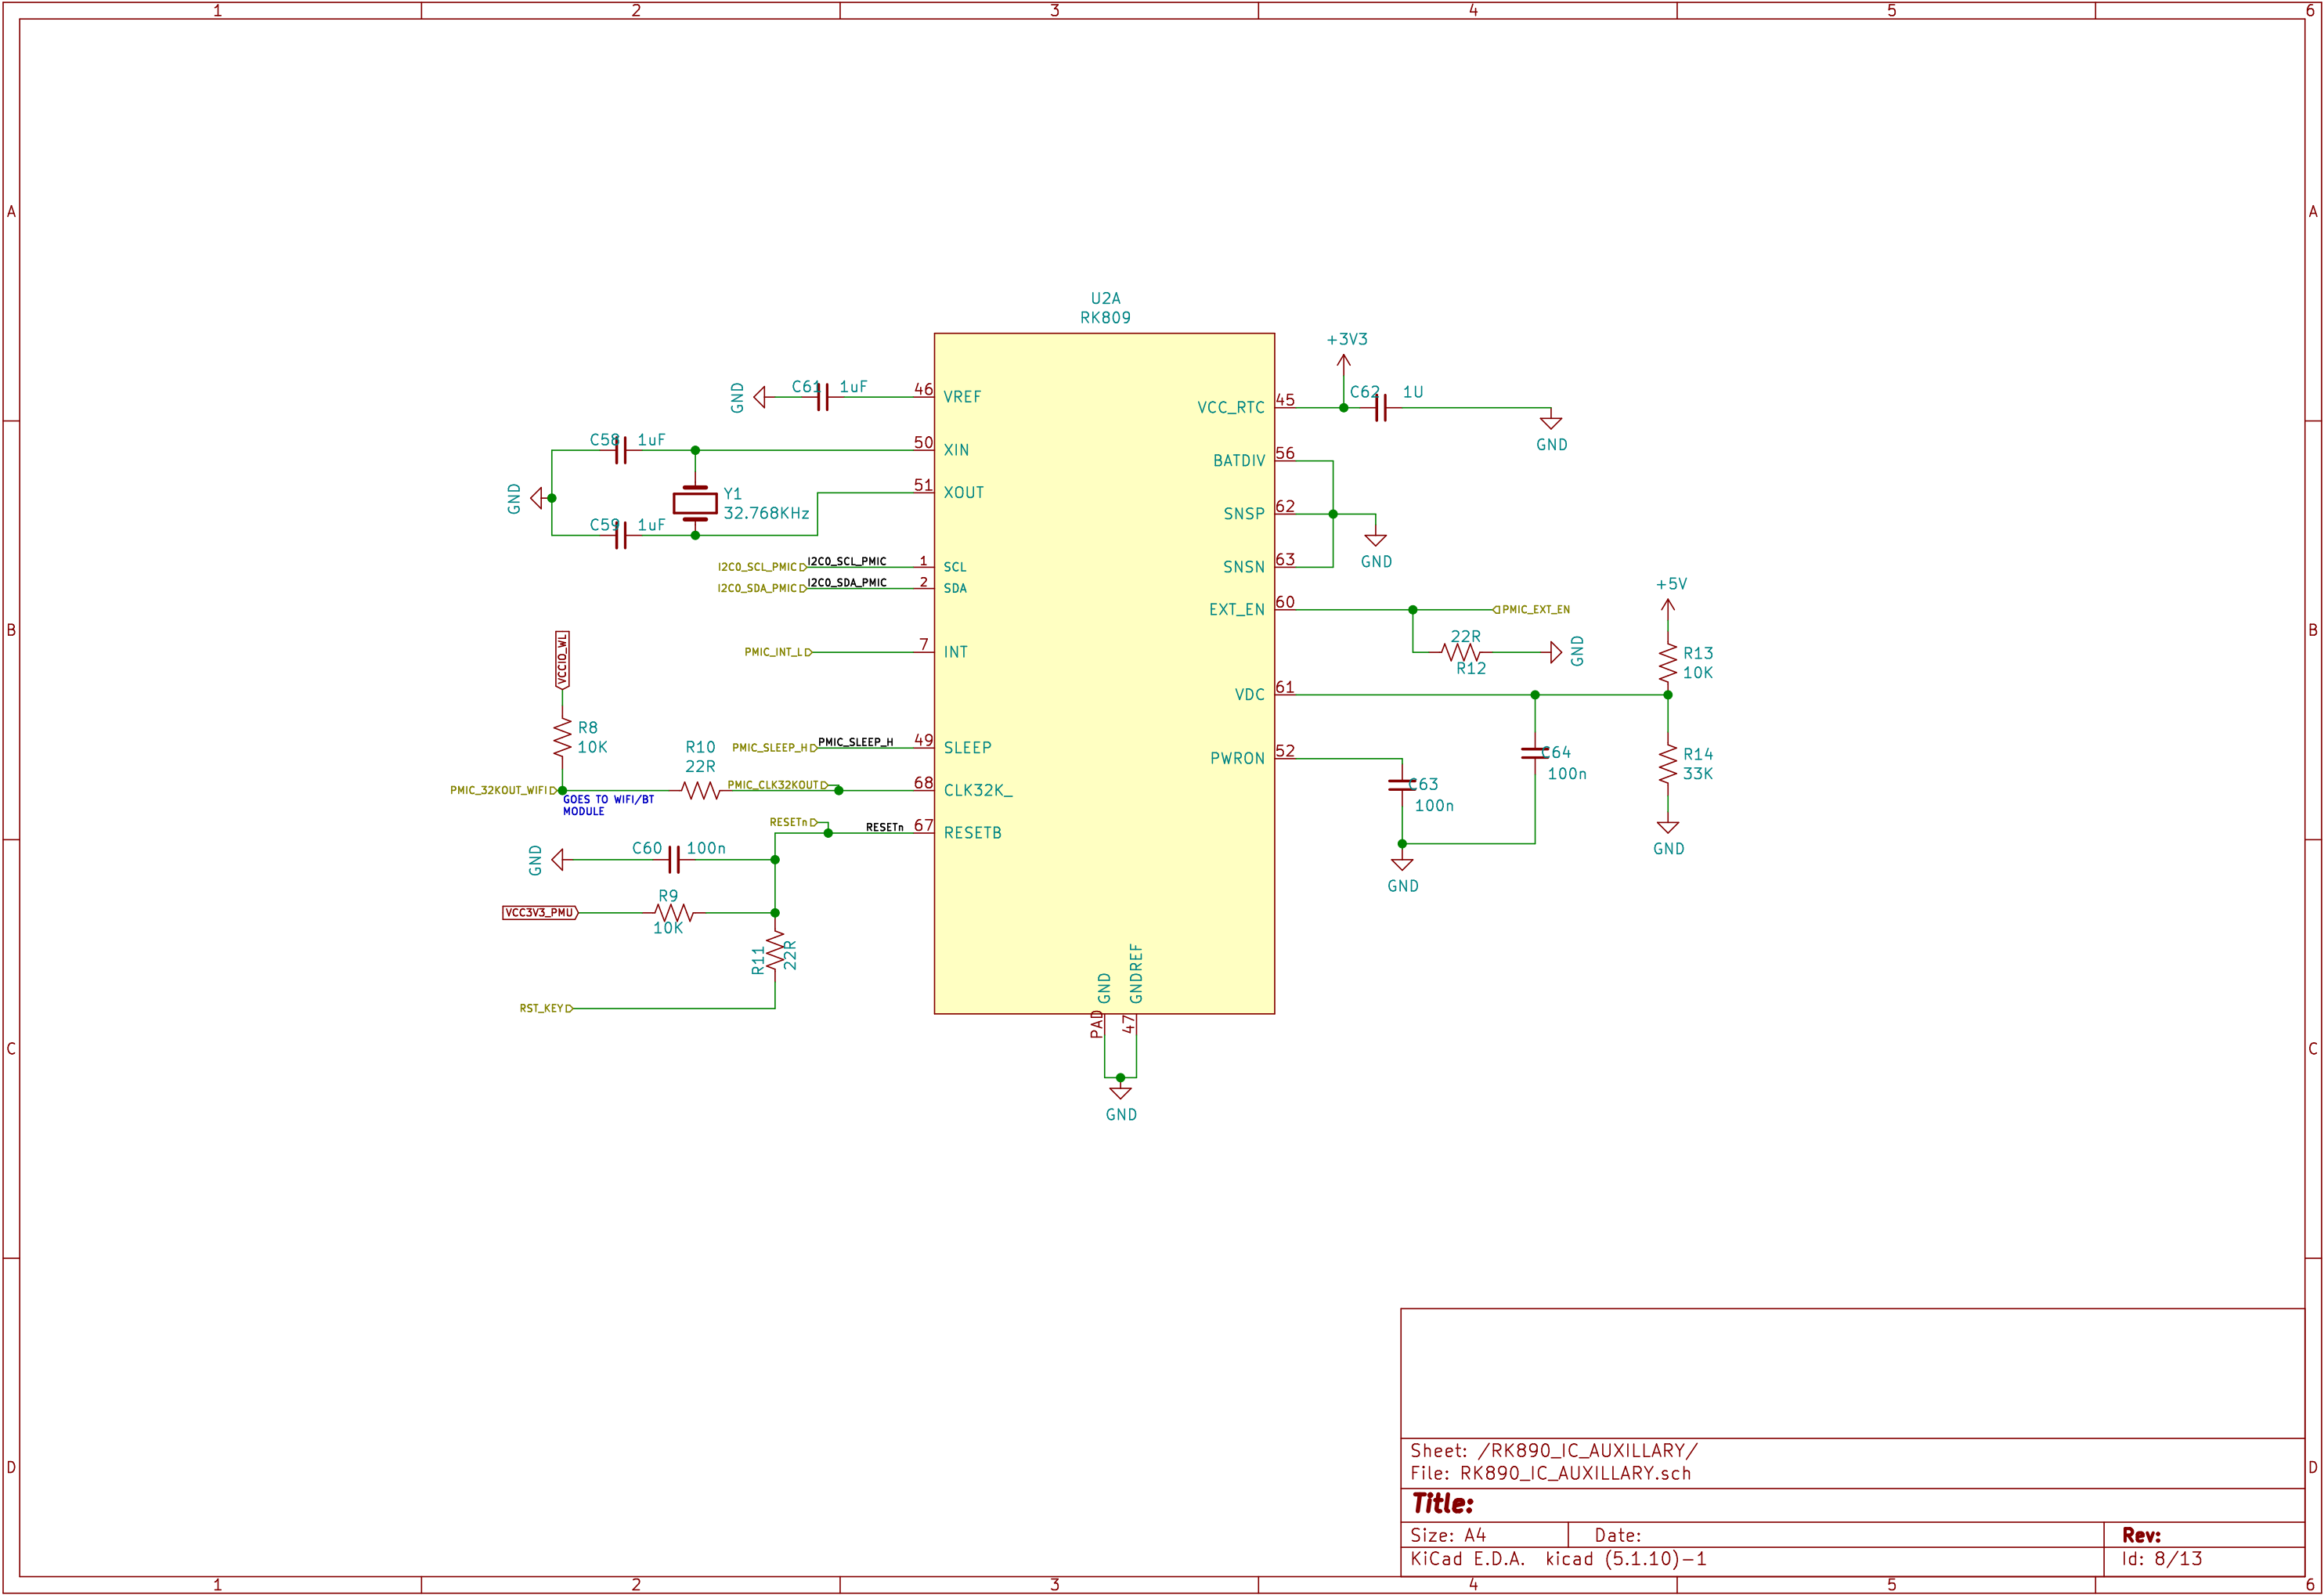 1 2 3 4 5 6
A A
U2A
RK809
+3V3
GND C61 1uF 46 VREF
VCC_RTC 45 C62 1U
GND
C58 1uF 50 XIN
BATDIV 56
GND
Y1
32.768KHz
51 XOUT
SNSP 62
C59 1uF
GND
I2C0_SCL_PMIC I2C0_SCL_PMIC 1 SCL
SNSN 63
I2C0_SDA_PMIC I2C0_SDA_PMIC 2 SDA
+5V
EXT_EN 60 PMIC_EXT_EN
B B
22R
R12
GND
VCCIO_WL
PMIC_INT_L 7 INT
R13
10K
VDC 61
R8
10K
PMIC_SLEEP_H PMIC_SLEEP_H 49 SLEEP
R10
22R
PWRON 52
C64
100n
R14
33K
PMIC_32KOUT_WIFI PMIC_CLK32KOUT 68 CLK32K_
C63
100n
GOES TO WIFI/BT
MODULE
RESETn RESETn 67 RESETB
GND C60 100n
GND
GND
VCC3V3_PMU R9
10K
R11 22R
RST_KEY
GND GNDREF
PAD 47
GND
C C
D D
Sheet: /RK890_IC_AUXILLARY/
File: RK890_IC_AUXILLARY.sch
Title:
Size: A4 Date: Rev:
KiCad E.D.A. kicad (5.1.10)-1 Id: 8/13
1 2 3 4 5 6